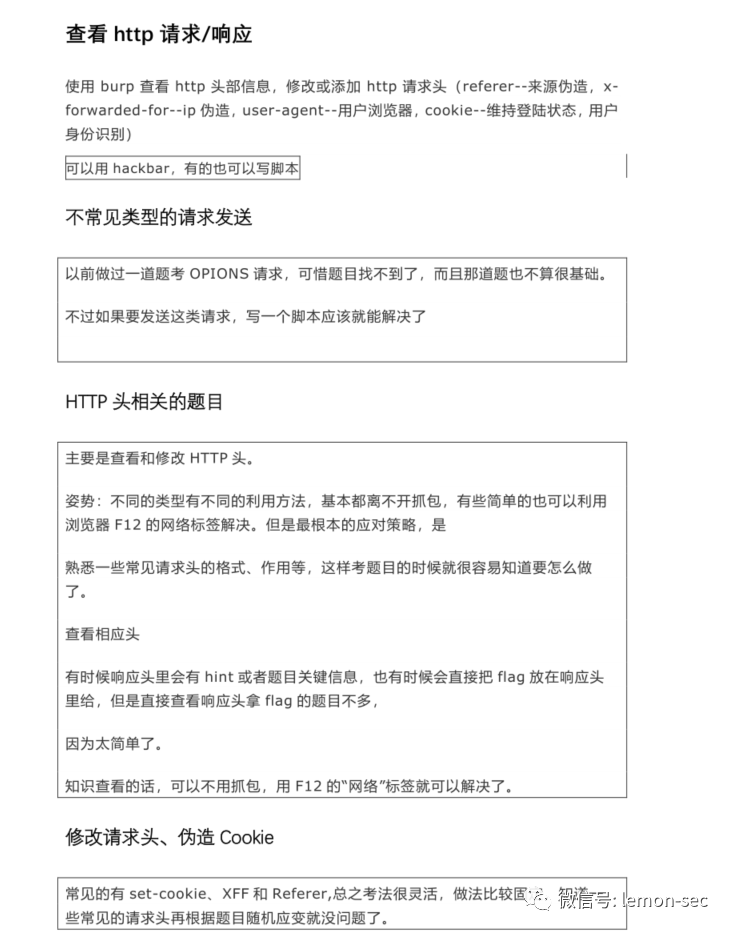 查看 http 请求/响应
使用 burp 查看 http 头部信息，修改或添加 http 请求头（referer--来源伪造，x-
forwarded-for--ip 伪造，user-agent--用户浏览器，cookie--维持登陆状态，用户
身份识别）
可以用 hackbar，有的也可以写脚本
不常见类型的请求发送
以前做过一道题考 OPIONS 请求，可惜题目找不到了，而且那道题也不算很基础。
不过如果要发送这类请求，写一个脚本应该就能解决了
HTTP 头相关的题目
主要是查看和修改 HTTP 头。
姿势：不同的类型有不同的利用方法，基本都离不开抓包，有些简单的也可以利用
浏览器 F12 的网络标签解决。但是最根本的应对策略，是
熟悉一些常见请求头的格式、作用等，这样考题目的时候就很容易知道要怎么做
了。
查看相应头
有时候响应头里会有 hint 或者题目关键信息，也有时候会直接把 flag 放在响应头
里给，但是直接查看响应头拿 flag 的题目不多，
因为太简单了。
知识查看的话，可以不用抓包，用 F12 的“网络”标签就可以解决了。
修改请求头、伪造 Cookie
常见的有 set-cookie、XFF 和 Referer,总之考法很灵活，做法比较固
些常见的请求头再根据题目随机应变就没问题了。
微信号: lemon-sec